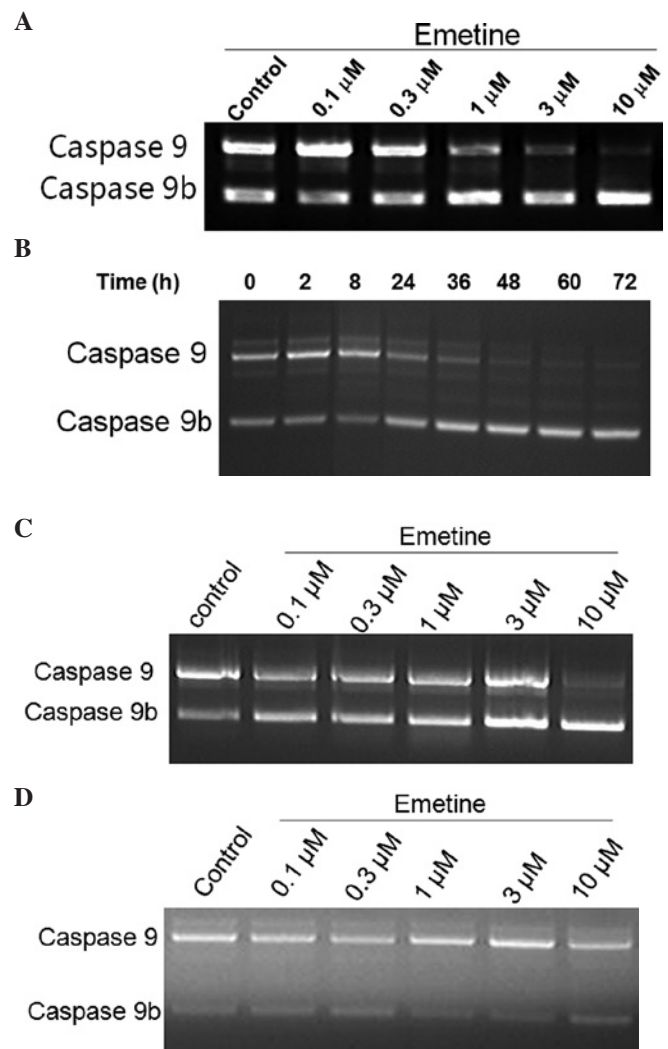 A
Emetine
Control 0.1 μM 0.3 μM 1 μM 3 μM 10 μM
Caspase 9
Caspase 9b
B
Time (h) 0 2 8 24 36 48 60 72
Caspase 9
Caspase 9b
C
Emetine
control 0.1 μM 0.3 μM 1 μM 3 μM 10 μM
Caspase 9
Caspase 9b
D
Emetine
Control 0.1 μM 0.3 μM 1 μM 3 μM 10 μM
Caspase 9
Caspase 9b